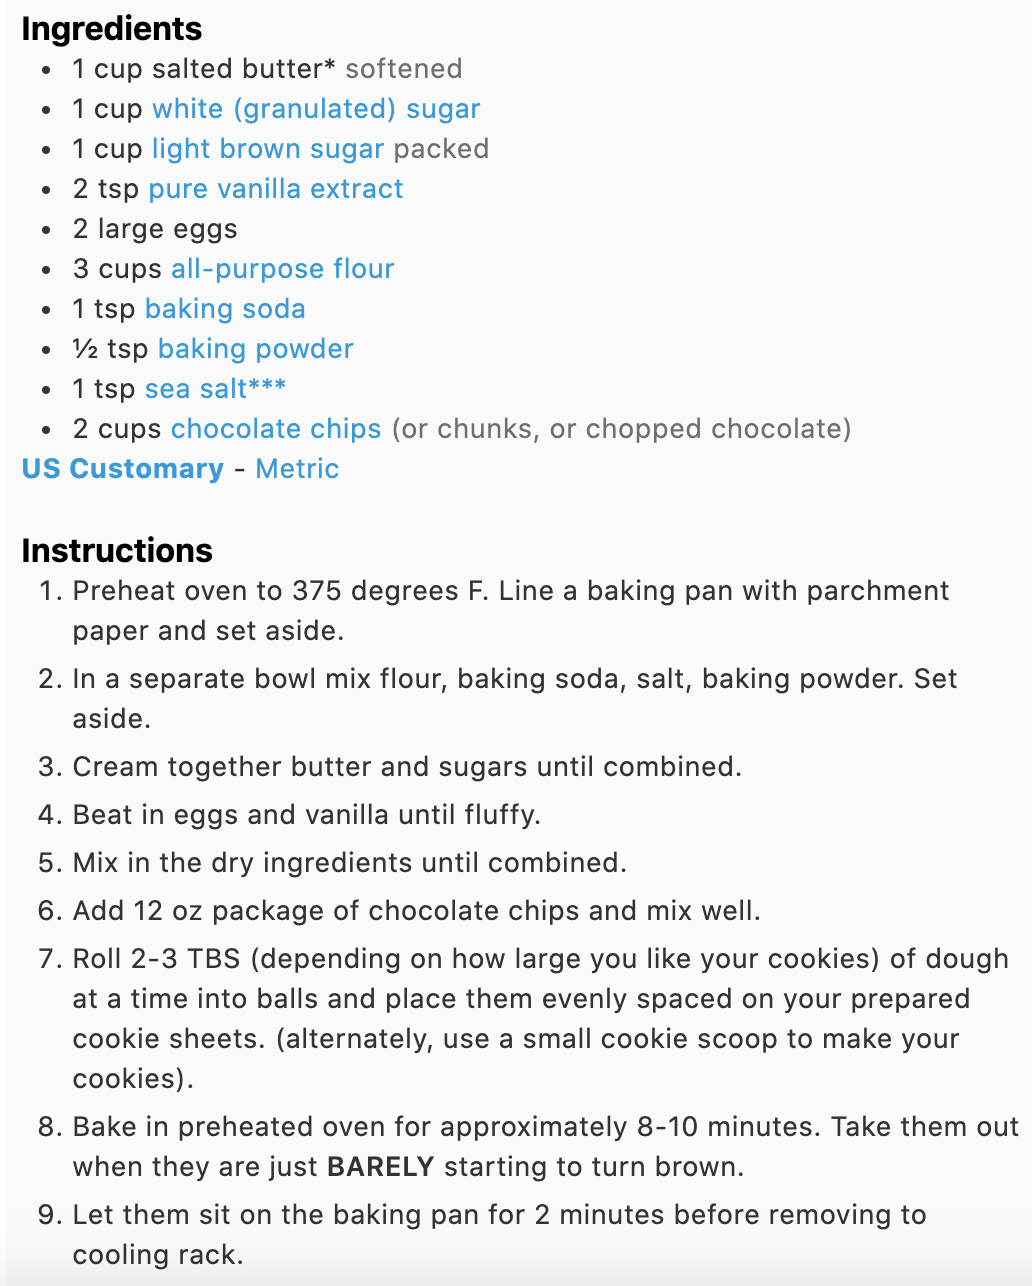 Ingredients
• 1 cup salted butter* softened
• 1 cup white (granulated) sugar
• 1 cup light brown sugar packed
• 2 tsp pure vanilla extract
• 2 large eggs
• 3 cups all-purpose flour
• 1 tsp baking soda
• ½ tsp baking powder
• 1 tsp sea salt***
• 2 cups chocolate chips (or chunks, or chopped chocolate)
US Customary - Metric
Instructions
1. Preheat oven to 375 degrees F. Line a baking pan with parchment
paper and set aside.
2. In a separate bowl mix flour, baking soda, salt, baking powder. Set
aside.
3. Cream together butter and sugars until combined.
4. Beat in eggs and vanilla until fluffy.
5. Mix in the dry ingredients until combined.
6. Add 12 oz package of chocolate chips and mix well.
7. Roll 2-3 TBS (depending on how large you like your cookies) of dough
at a time into balls and place them evenly spaced on your prepared
cookie sheets. (alternately, use a small cookie scoop to make your
cookies).
8. Bake in preheated oven for approximately 8-10 minutes. Take them out
when they are just BARELY starting to turn brown.
9. Let them sit on the baking pan for 2 minutes before removing to
cooling rack.